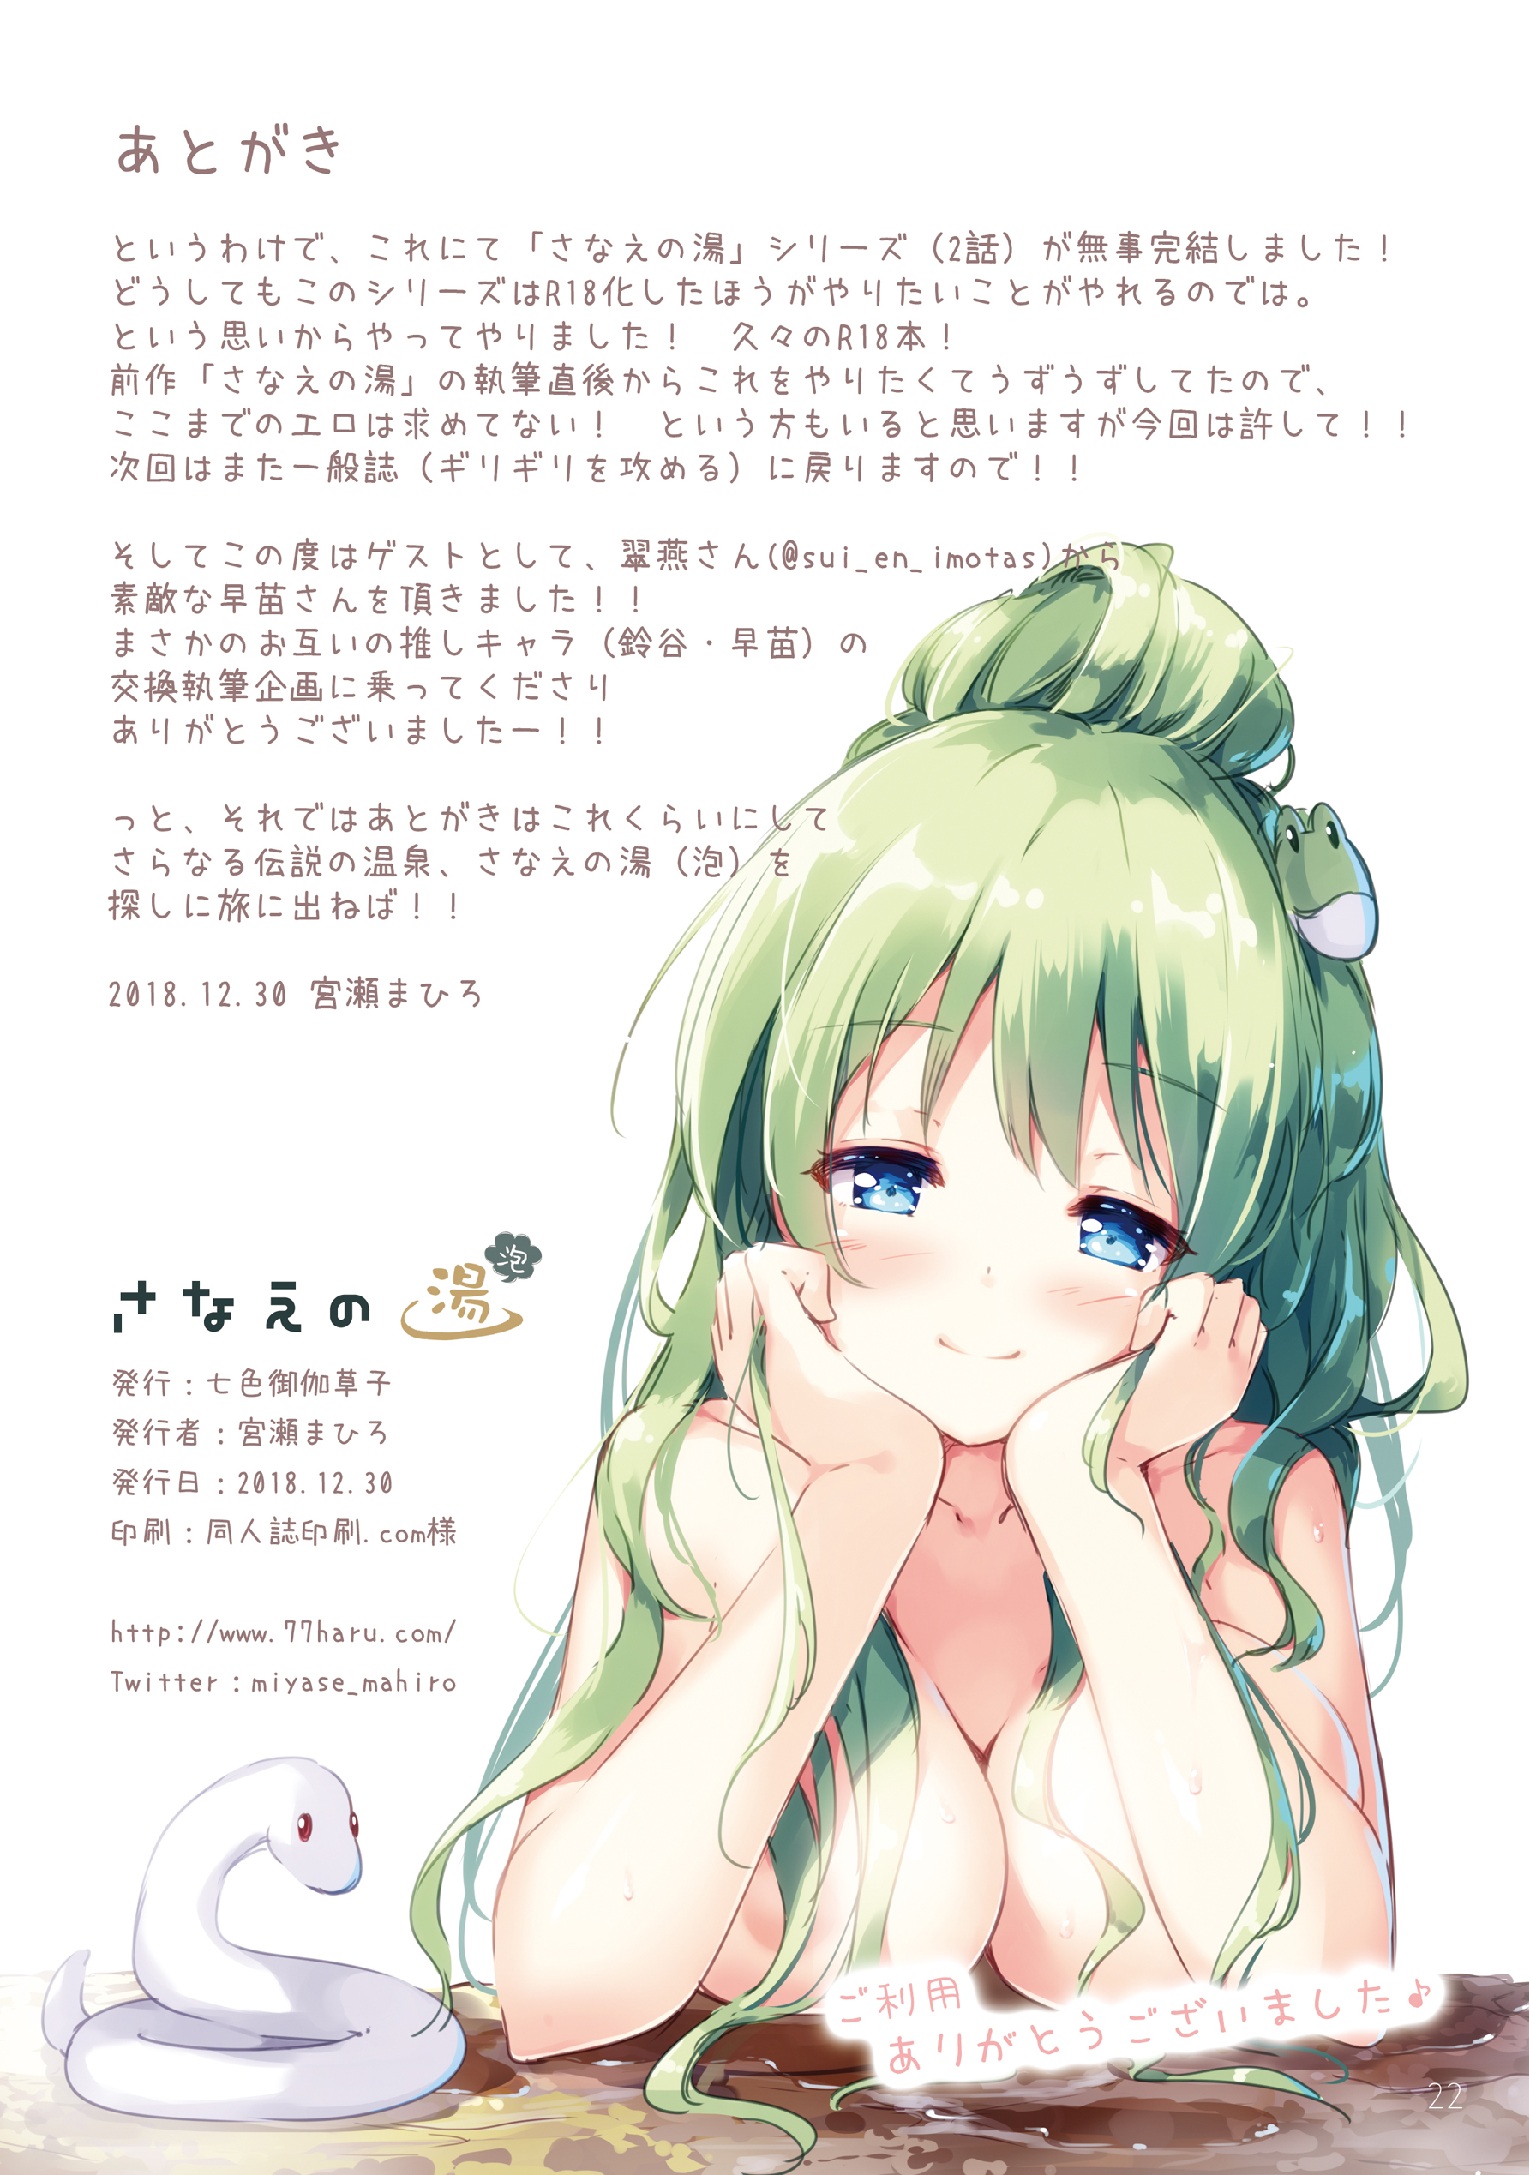 あとがき
というわけで、これにて「さなえの湯」シリーズ（2話）が無事完結しました！
どうしてもこのシリーズはR18化したほうがやりたいことがやれるのでは。
という思いからやってやりました！　久々のR18本！
前作「さなえの湯」の執筆直後からこれをやりたくてうずうずしてたので、
ここまでのエロは求めてない！　という方もいると思いますが今回は許して！！
次回はまた一般誌（ギリギリを攻める）に戻りますので！！
そしてこの度はゲストとして、翠燕さん(@sui_en_imotas)から
素敵な早苗さんを頂きました！！
まさかのお互いの推しキャラ（鈴谷・早苗）の
交換執筆企画に乗ってくださり
ありがとうございましたー！！
っと、それではあとがきはこれくらいにして
さらなる伝説の温泉、さなえの湯（泡）を
探しに旅に出ねば！！
2018.12.30 宮瀬まひろ
さなえの湯 泡
発行：七色御伽草子
発行者：宮瀬まひろ
発行日：2018.12.30
印刷：同人誌印刷.com様
http://www.77haru.com/
Twitter：miyase_mahiro
ご利用
ありがとうございました♪
22